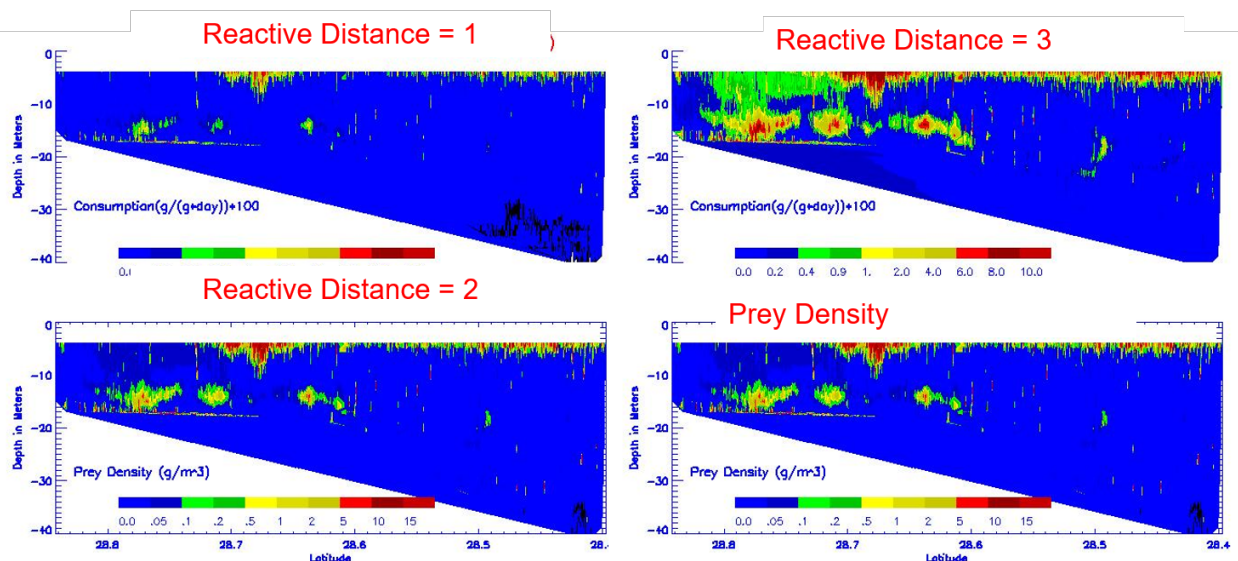 Reactive Distance = 1
)
Reactive Distance = 3
0
-10
-20
-30
-40
Depth in Meters
Consumption(g/(g*day))*100
0.1
0
-10
-20
-30
-40
Depth in Meters
Consumption(g/(g*day))*100
0.0 0.2 0.4 0.9 1. 2.0 4.0 6.0 8.0 10.0
Reactive Distance = 2
Prey Density
0
-10
-20
-30
-40
Depth in Meters
Prey Density (g/m^3)
0.0 .05 .1 .2 .5 1 2 5 10 15
28.8 28.7 28.6 28.5 28.
Latitude
0
-10
-20
-30
-40
Depth in Meters
Prey Density (g/m^3)
0.0 .05 .1 .2 .5 1 2 5 10 15
28.8 28.7 28.6 28.5 28.4
Latitude